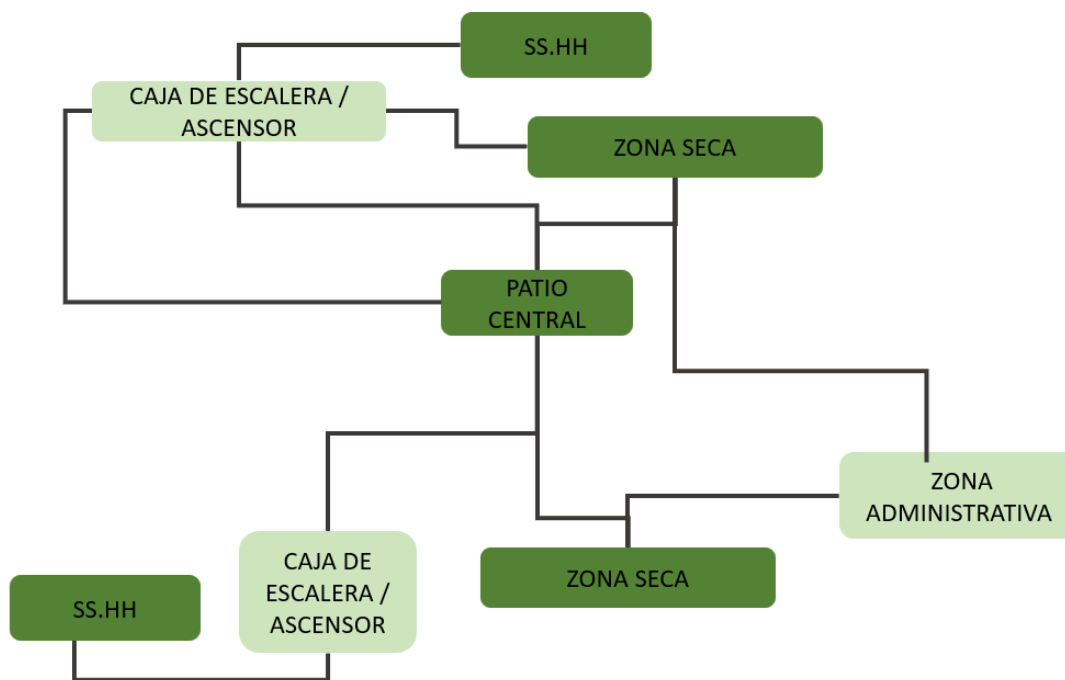 SS.HH
CAJA DE ESCALERA /
ASCENSOR
ZONA SECA
PATIO
CENTRAL
ZONA
ADMINISTRATIVA
CAJA DE
ESCALERA /
ASCENSOR
ZONA SECA
SS.HH